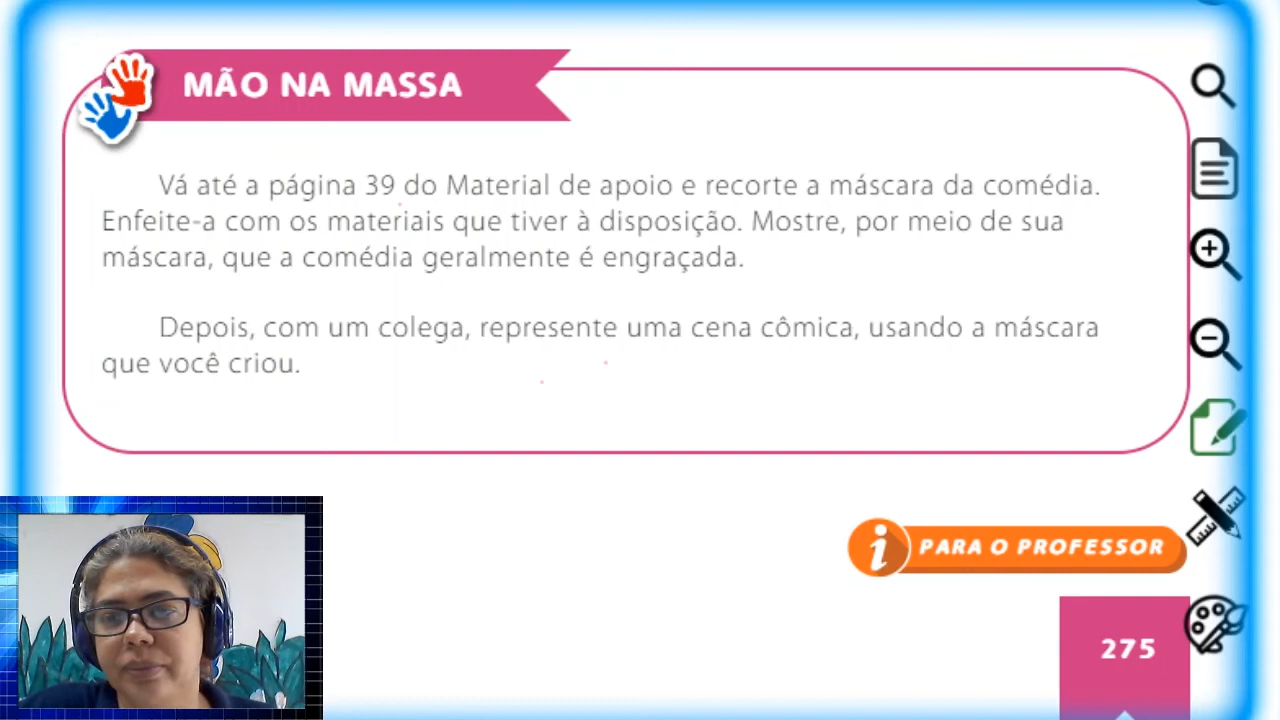 MÃO NA MASSA
Vá até a página 39 do Material de apoio e recorte a máscara da comédia.
Enfeite-a com os materiais que tiver à disposição. Mostre, por meio de sua
máscara, que a comédia geralmente é engraçada.
Depois, com um colega, represente uma cena cômica, usando a máscara
que você criou.
i PARA O PROFESSOR
275